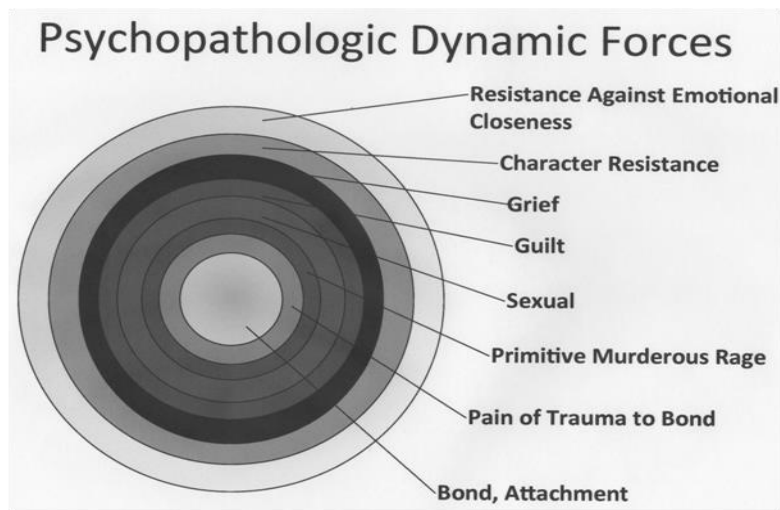 Psychopathologic Dynamic Forces
Resistance Against Emotional
Closeness
Character Resistance
Grief
Guilt
Sexual
Primitive Murderous Rage
Pain of Trauma to Bond
Bond, Attachment